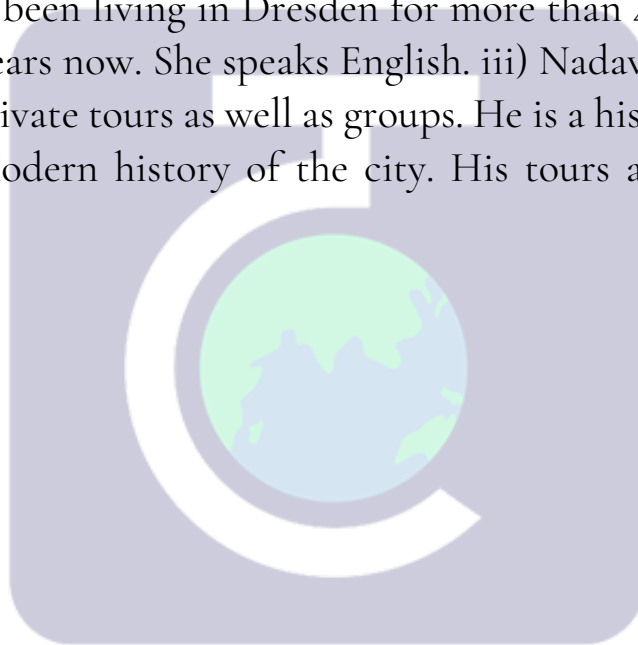 been living in Dresden for more than
ears now. She speaks English. iii) Nadav
ivate tours as well as groups. He is a his
odern history of the city. His tours a